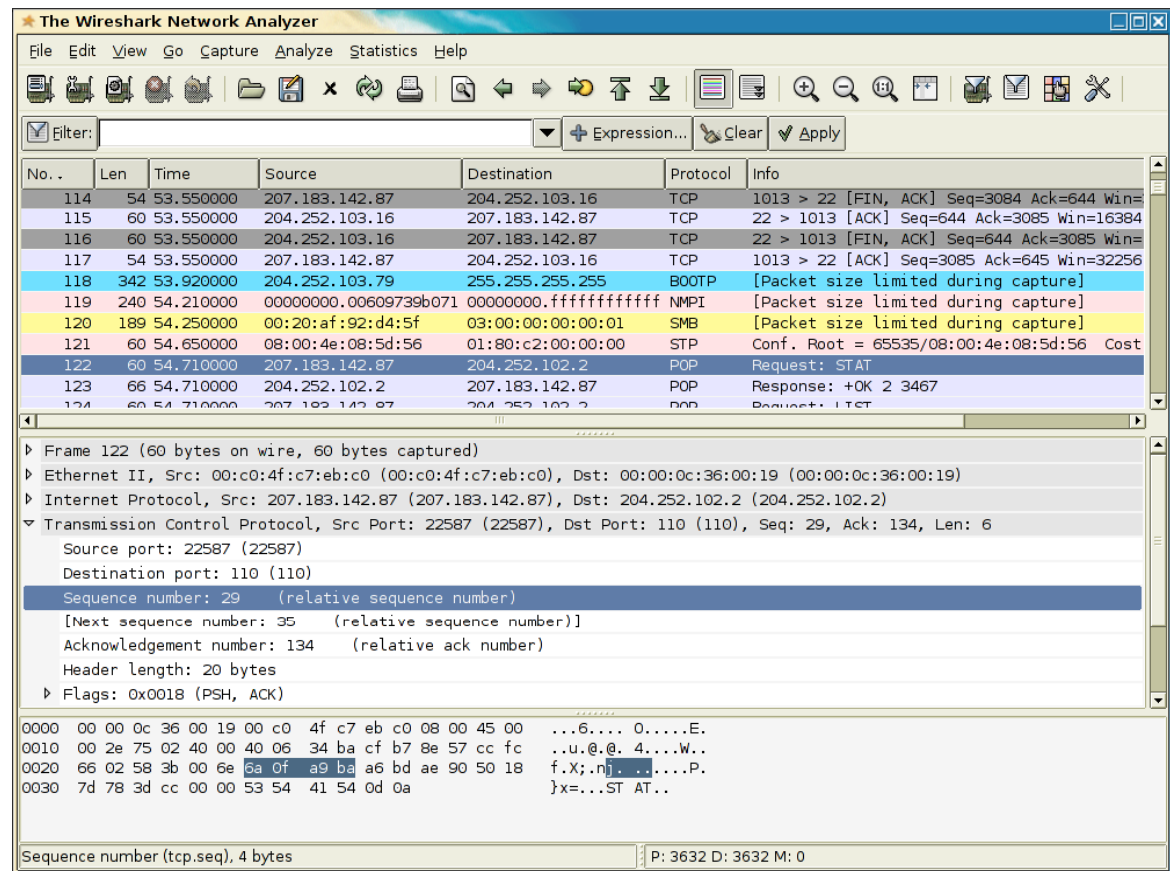 The Wireshark Network Analyzer
File Edit View Go Capture Analyze Statistics Help
Filter: Expression... Clear Apply
No. . Len Time Source Destination Protocol Info
114 54 53.550000 207.183.142.87 204.252.103.16 TCP 1013 > 22 [FIN, ACK] Seq=3084 Ack=644 Win=
115 60 53.550000 204.252.103.16 207.183.142.87 TCP 22 > 1013 [ACK] Seq=644 Ack=3085 Win=16384
116 60 53.550000 204.252.103.16 207.183.142.87 TCP 22 > 1013 [FIN, ACK] Seq=644 Ack=3085 Win=
117 54 53.550000 207.183.142.87 204.252.103.16 TCP 1013 > 22 [ACK] Seq=3085 Ack=645 Win=32256
118 342 53.920000 204.252.103.79 255.255.255.255 BOOTP [Packet size limited during capture]
119 240 54.210000 00000000.00609739b071 00000000.ffffffffffff NMPI [Packet size limited during capture]
120 189 54.250000 00:20:af:92:d4:5f 03:00:00:00:00:01 SMB [Packet size limited during capture]
121 60 54.650000 08:00:4e:08:5d:56 01:80:c2:00:00:00 STP Conf. Root = 65535/08:00:4e:08:5d:56 Cost
122 60 54.710000 207.183.142.87 204.252.102.2 POP Request: STAT
123 66 54.710000 204.252.102.2 207.183.142.87 POP Response: +OK 2 3467
124 60 54.710000 207.183.142.87 204.252.102.2 POP Request: LIST
Frame 122 (60 bytes on wire, 60 bytes captured)
Ethernet II, Src: 00:c0:4f:c7:eb:c0 (00:c0:4f:c7:eb:c0), Dst: 00:00:0c:36:00:19 (00:00:0c:36:00:19)
Internet Protocol, Src: 207.183.142.87 (207.183.142.87), Dst: 204.252.102.2 (204.252.102.2)
Transmission Control Protocol, Src Port: 22587 (22587), Dst Port: 110 (110), Seq: 29, Ack: 134, Len: 6
Source port: 22587 (22587)
Destination port: 110 (110)
Sequence number: 29 (relative sequence number)
[Next sequence number: 35 (relative sequence number)]
Acknowledgement number: 134 (relative ack number)
Header length: 20 bytes
Flags: 0x0018 (PSH, ACK)
0000 00 00 0c 36 00 19 00 c0 4f c7 eb c0 08 00 45 00 ...6.... O.....E.
0010 00 2e 75 02 40 00 40 06 34 ba cf b7 8e 57 cc fc ..u.@.@. 4....W..
0020 66 02 58 3b 00 6e 6a 0f a9 ba a6 bd ae 90 50 18 f.X;.nj. ......P.
0030 7d 78 3d cc 00 00 53 54 41 54 0d 0a }x=...ST AT..
Sequence number (tcp.seq), 4 bytes P: 3632 D: 3632 M: 0